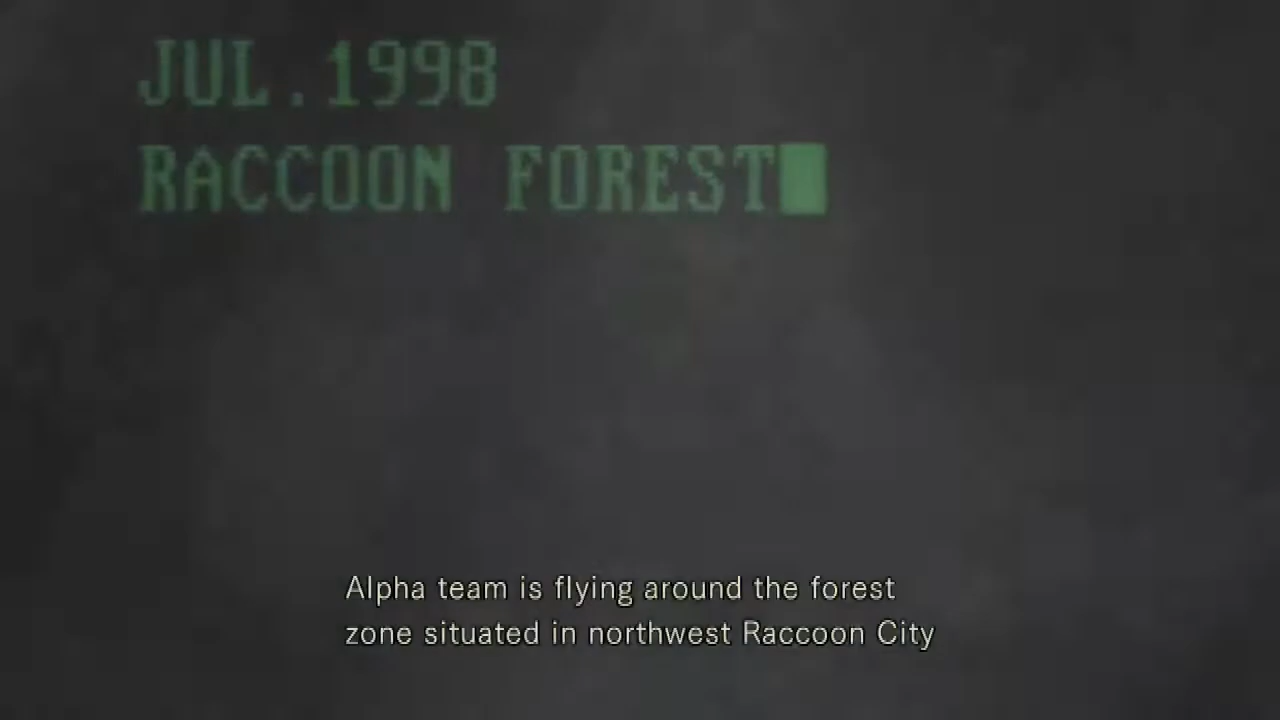 JUL.1998
RACCOON FOREST
Alpha team is flying around the forest
zone situated in northwest Raccoon City